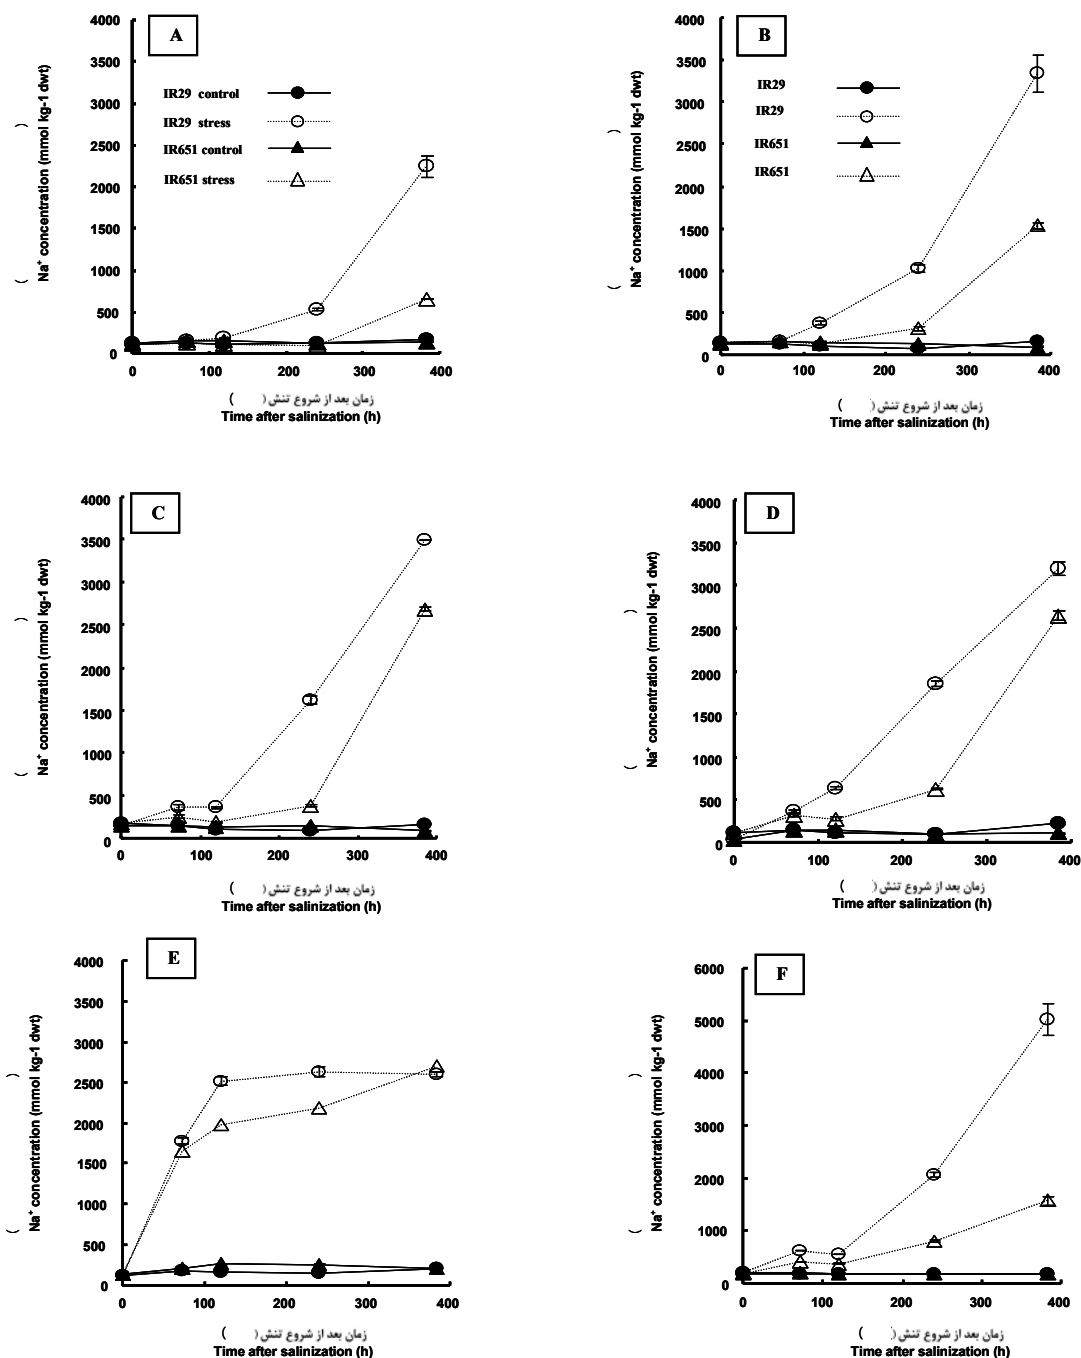 A
4000
3500
3000
2500
2000
1500
1000
500
0
Na⁺ concentration (mmol kg-1 dwt)
( )
IR29 control
IR29 stress
IR651 control
IR651 stress
0 100 200 300 400
زمان بعد از شروع تنش ( )
Time after salinization (h)
B
4000
3500
3000
2500
2000
1500
1000
500
0
Na⁺ concentration (mmol kg-1 dwt)
( )
IR29
IR29
IR651
IR651
0 100 200 300 400
زمان بعد از شروع تنش ( )
Time after salinization (h)
C
4000
3500
3000
2500
2000
1500
1000
500
0
Na⁺ concentration (mmol kg-1 dwt)
( )
0 100 200 300 400
زمان بعد از شروع تنش ( )
Time after salinization (h)
D
4000
3500
3000
2500
2000
1500
1000
500
0
Na⁺ concentration (mmol kg-1 dwt)
( )
0 100 200 300 400
زمان بعد از شروع تنش ( )
Time after salinization (h)
E
4000
3500
3000
2500
2000
1500
1000
500
0
Na⁺ concentration (mmol kg-1 dwt)
( )
0 100 200 300 400
زمان بعد از شروع تنش ( )
Time after salinization (h)
F
6000
5000
4000
3000
2000
1000
0
Na⁺ concentration (mmol kg-1 dwt)
( )
0 100 200 300 400
زمان بعد از شروع تنش ( )
Time after salinization (h)